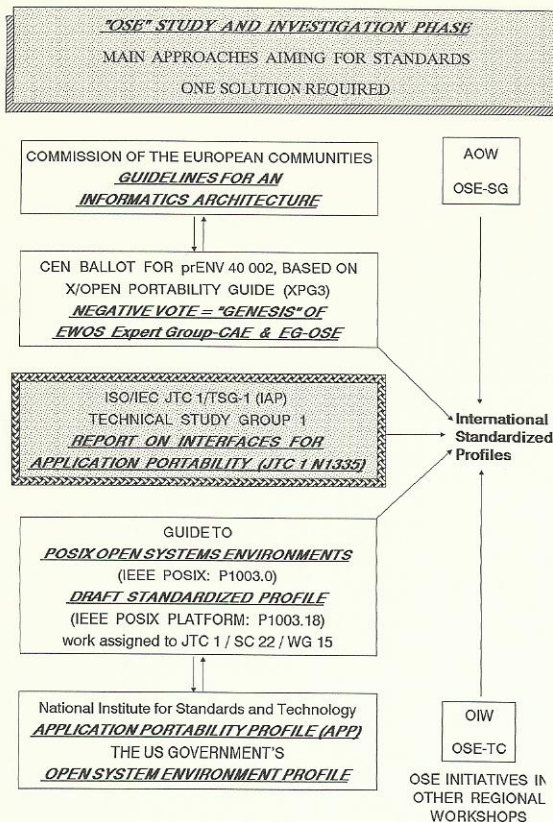 "OSE" STUDY AND INVESTIGATION PHASE
MAIN APPROACHES AIMING FOR STANDARDS
ONE SOLUTION REQUIRED
COMMISSION OF THE EUROPEAN COMMUNITIES
GUIDELINES FOR AN
INFORMATICS ARCHITECTURE
AOW
OSE-SG
CEN BALLOT FOR prENV 40 002, BASED ON
X/OPEN PORTABILITY GUIDE (XPG3)
NEGATIVE VOTE = "GENESIS" OF
EWOS Expert Group-CAE & EG-OSE
ISO/IEC JTC 1/TSG-1 (IAP)
TECHNICAL STUDY GROUP 1
REPORT ON INTERFACES FOR
APPLICATION PORTABILITY (JTC 1 N1335)
International
Standardized
Profiles
GUIDE TO
POSIX OPEN SYSTEMS ENVIRONMENTS
(IEEE POSIX: P1003.0)
DRAFT STANDARDIZED PROFILE
(IEEE POSIX PLATFORM: P1003.18)
work assigned to JTC 1 / SC 22 / WG 15
National Institute for Standards and Technology
APPLICATION PORTABILITY PROFILE (APP)
THE US GOVERNMENT'S
OPEN SYSTEM ENVIRONMENT PROFILE
OIW
OSE-TC
OSE INITIATIVES IN
OTHER REGIONAL
WORKSHOPS